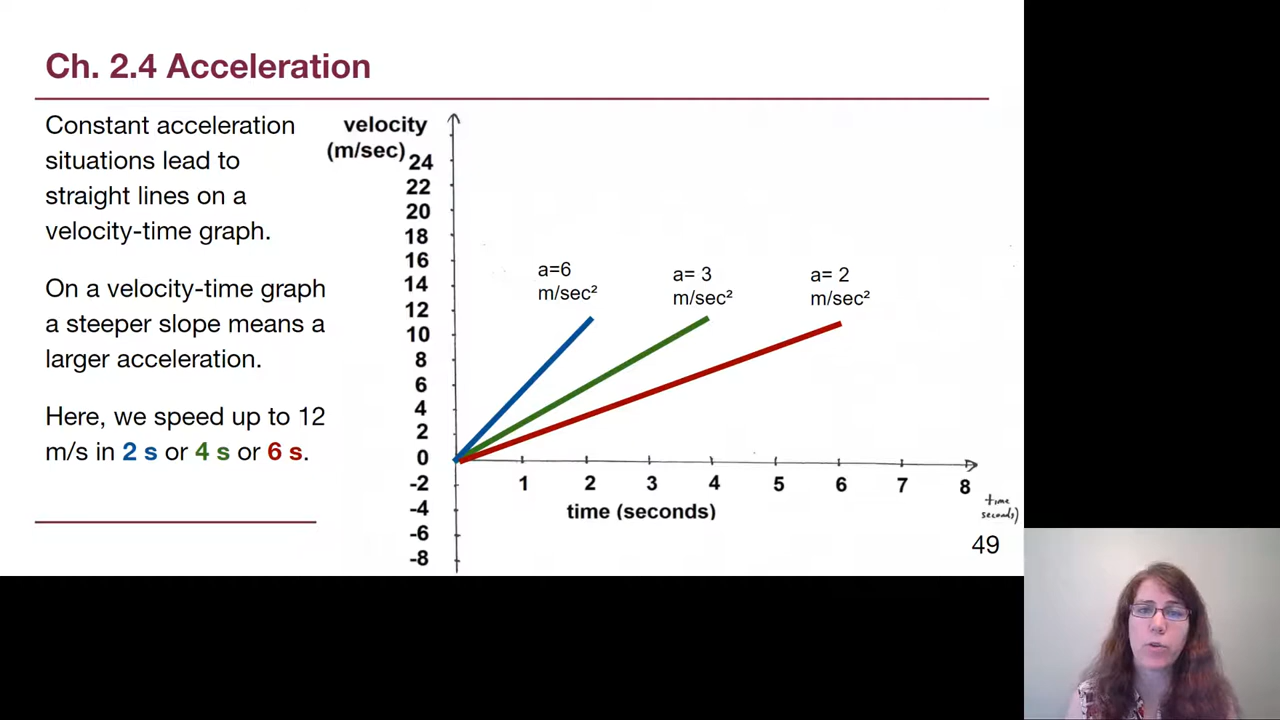 Ch. 2.4 Acceleration
Constant acceleration
situations lead to
straight lines on a
velocity-time graph.
On a velocity-time graph
a steeper slope means a
larger acceleration.
Here, we speed up to 12
m/s in 2 s or 4 s or 6 s.
velocity
(m/sec)
24
22
20
18
16
14
12
10
8
6
4
2
0
-2
-4
-6
-8
a=6
m/sec²
a= 3
m/sec²
a= 2
m/sec²
1 2 3 4 5 6 7 8
time (seconds)
time
seconds)
49